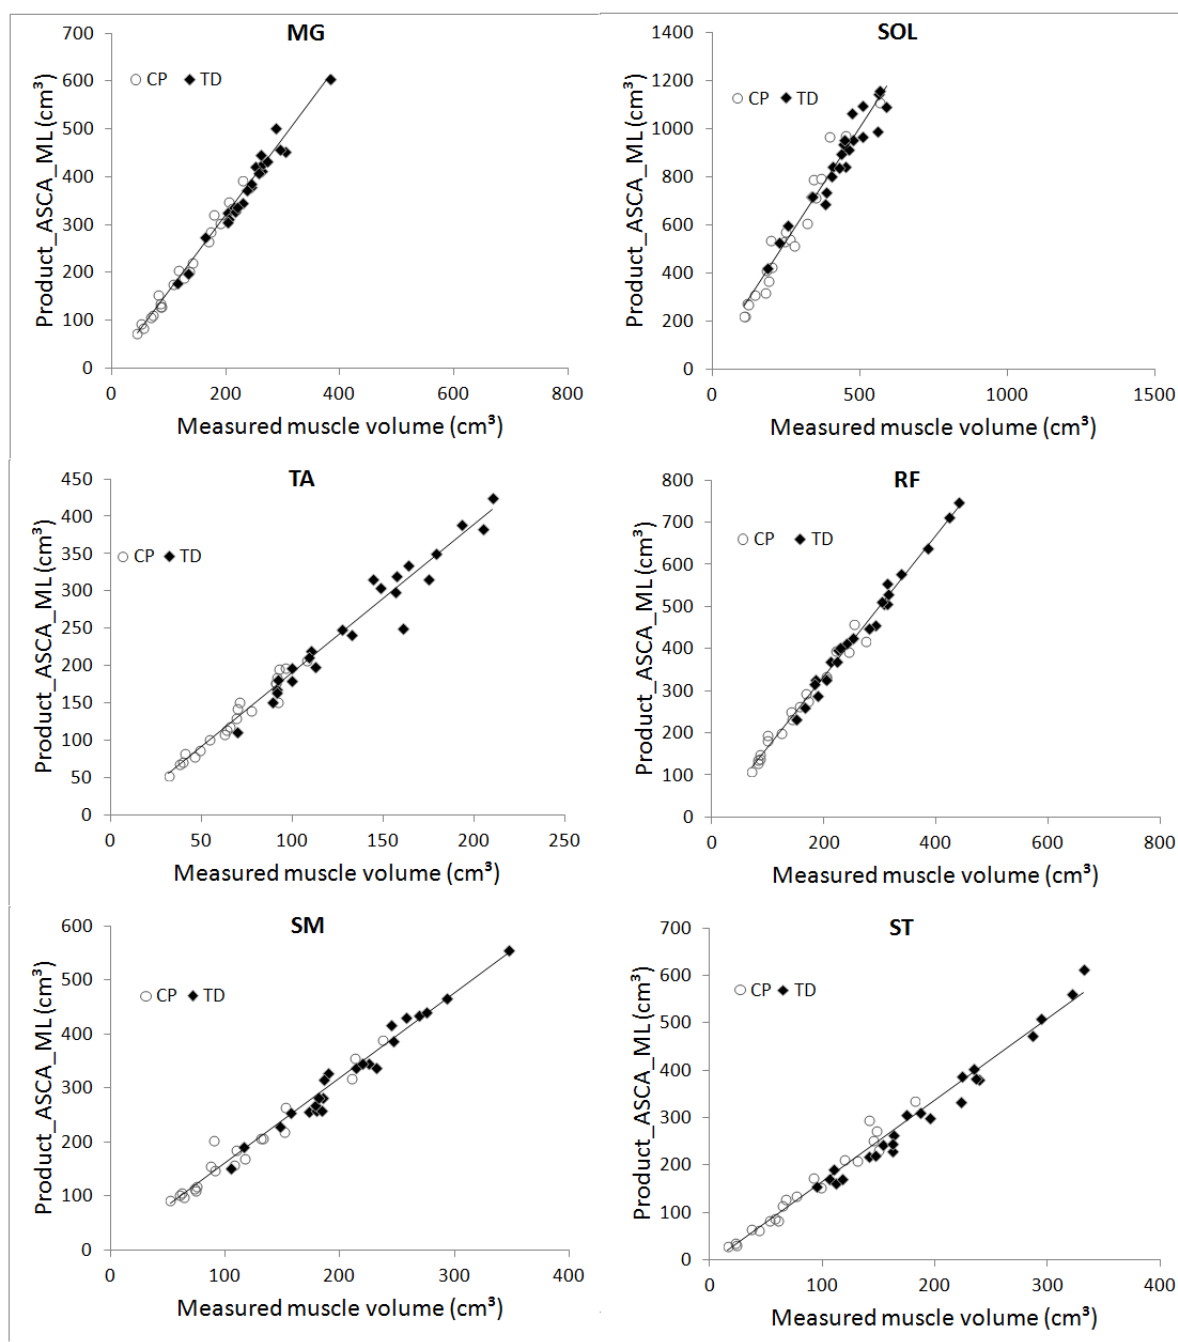 MG
Product_ASCA_ML (cm³)
CP TD
700
600
500
400
300
200
100
0
0 200 400 600 800
Measured muscle volume (cm³)
SOL
Product_ASCA_ML (cm³)
CP TD
1400
1200
1000
800
600
400
200
0
0 500 1000 1500
Measured muscle volume (cm³)
TA
Product_ASCA_ML (cm³)
CP TD
450
400
350
300
250
200
150
100
50
0
0 50 100 150 200 250
Measured muscle volume (cm³)
RF
Product_ASCA_ML (cm³)
CP TD
800
700
600
500
400
300
200
100
0
0 200 400 600 800
Measured muscle volume (cm³)
SM
Product_ASCA_ML (cm³)
CP TD
600
500
400
300
200
100
0
0 100 200 300 400
Measured muscle volume (cm³)
ST
Product_ASCA_ML (cm³)
CP TD
700
600
500
400
300
200
100
0
0 100 200 300 400
Measured muscle volume (cm³)